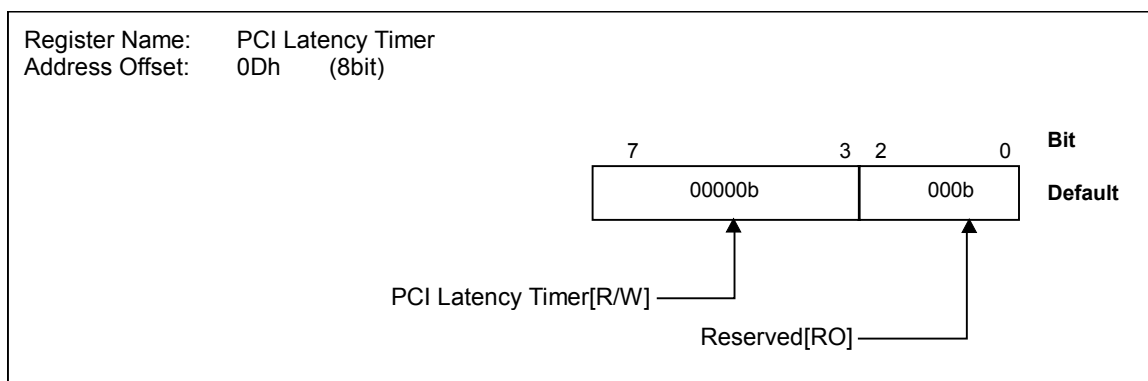 Register Name: PCI Latency Timer
Address Offset: 0Dh (8bit)
7 3 2 0 Bit
00000b 000b Default
PCI Latency Timer[R/W]
Reserved[RO]